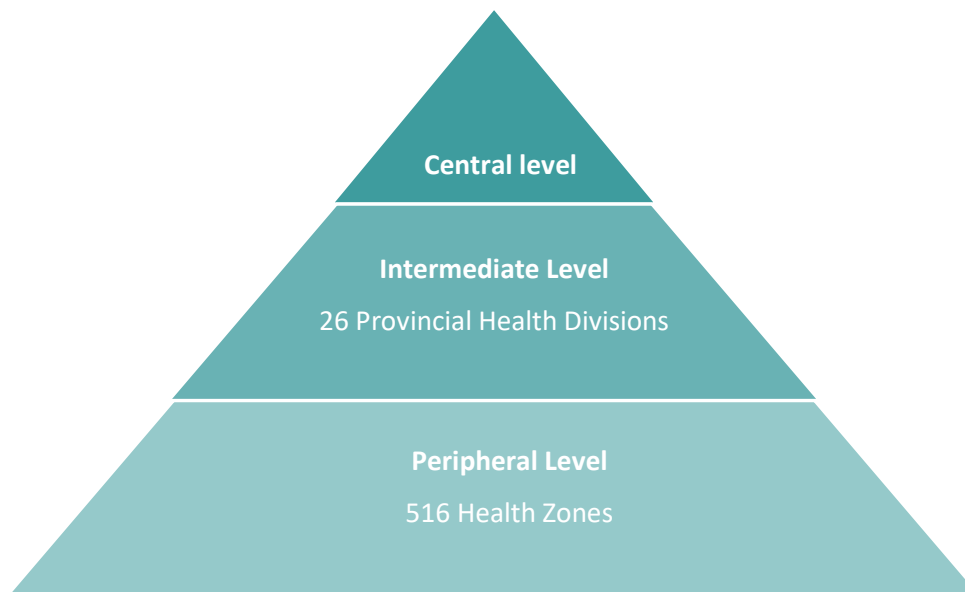 Central level
Intermediate Level
26 Provincial Health Divisions
Peripheral Level
516 Health Zones